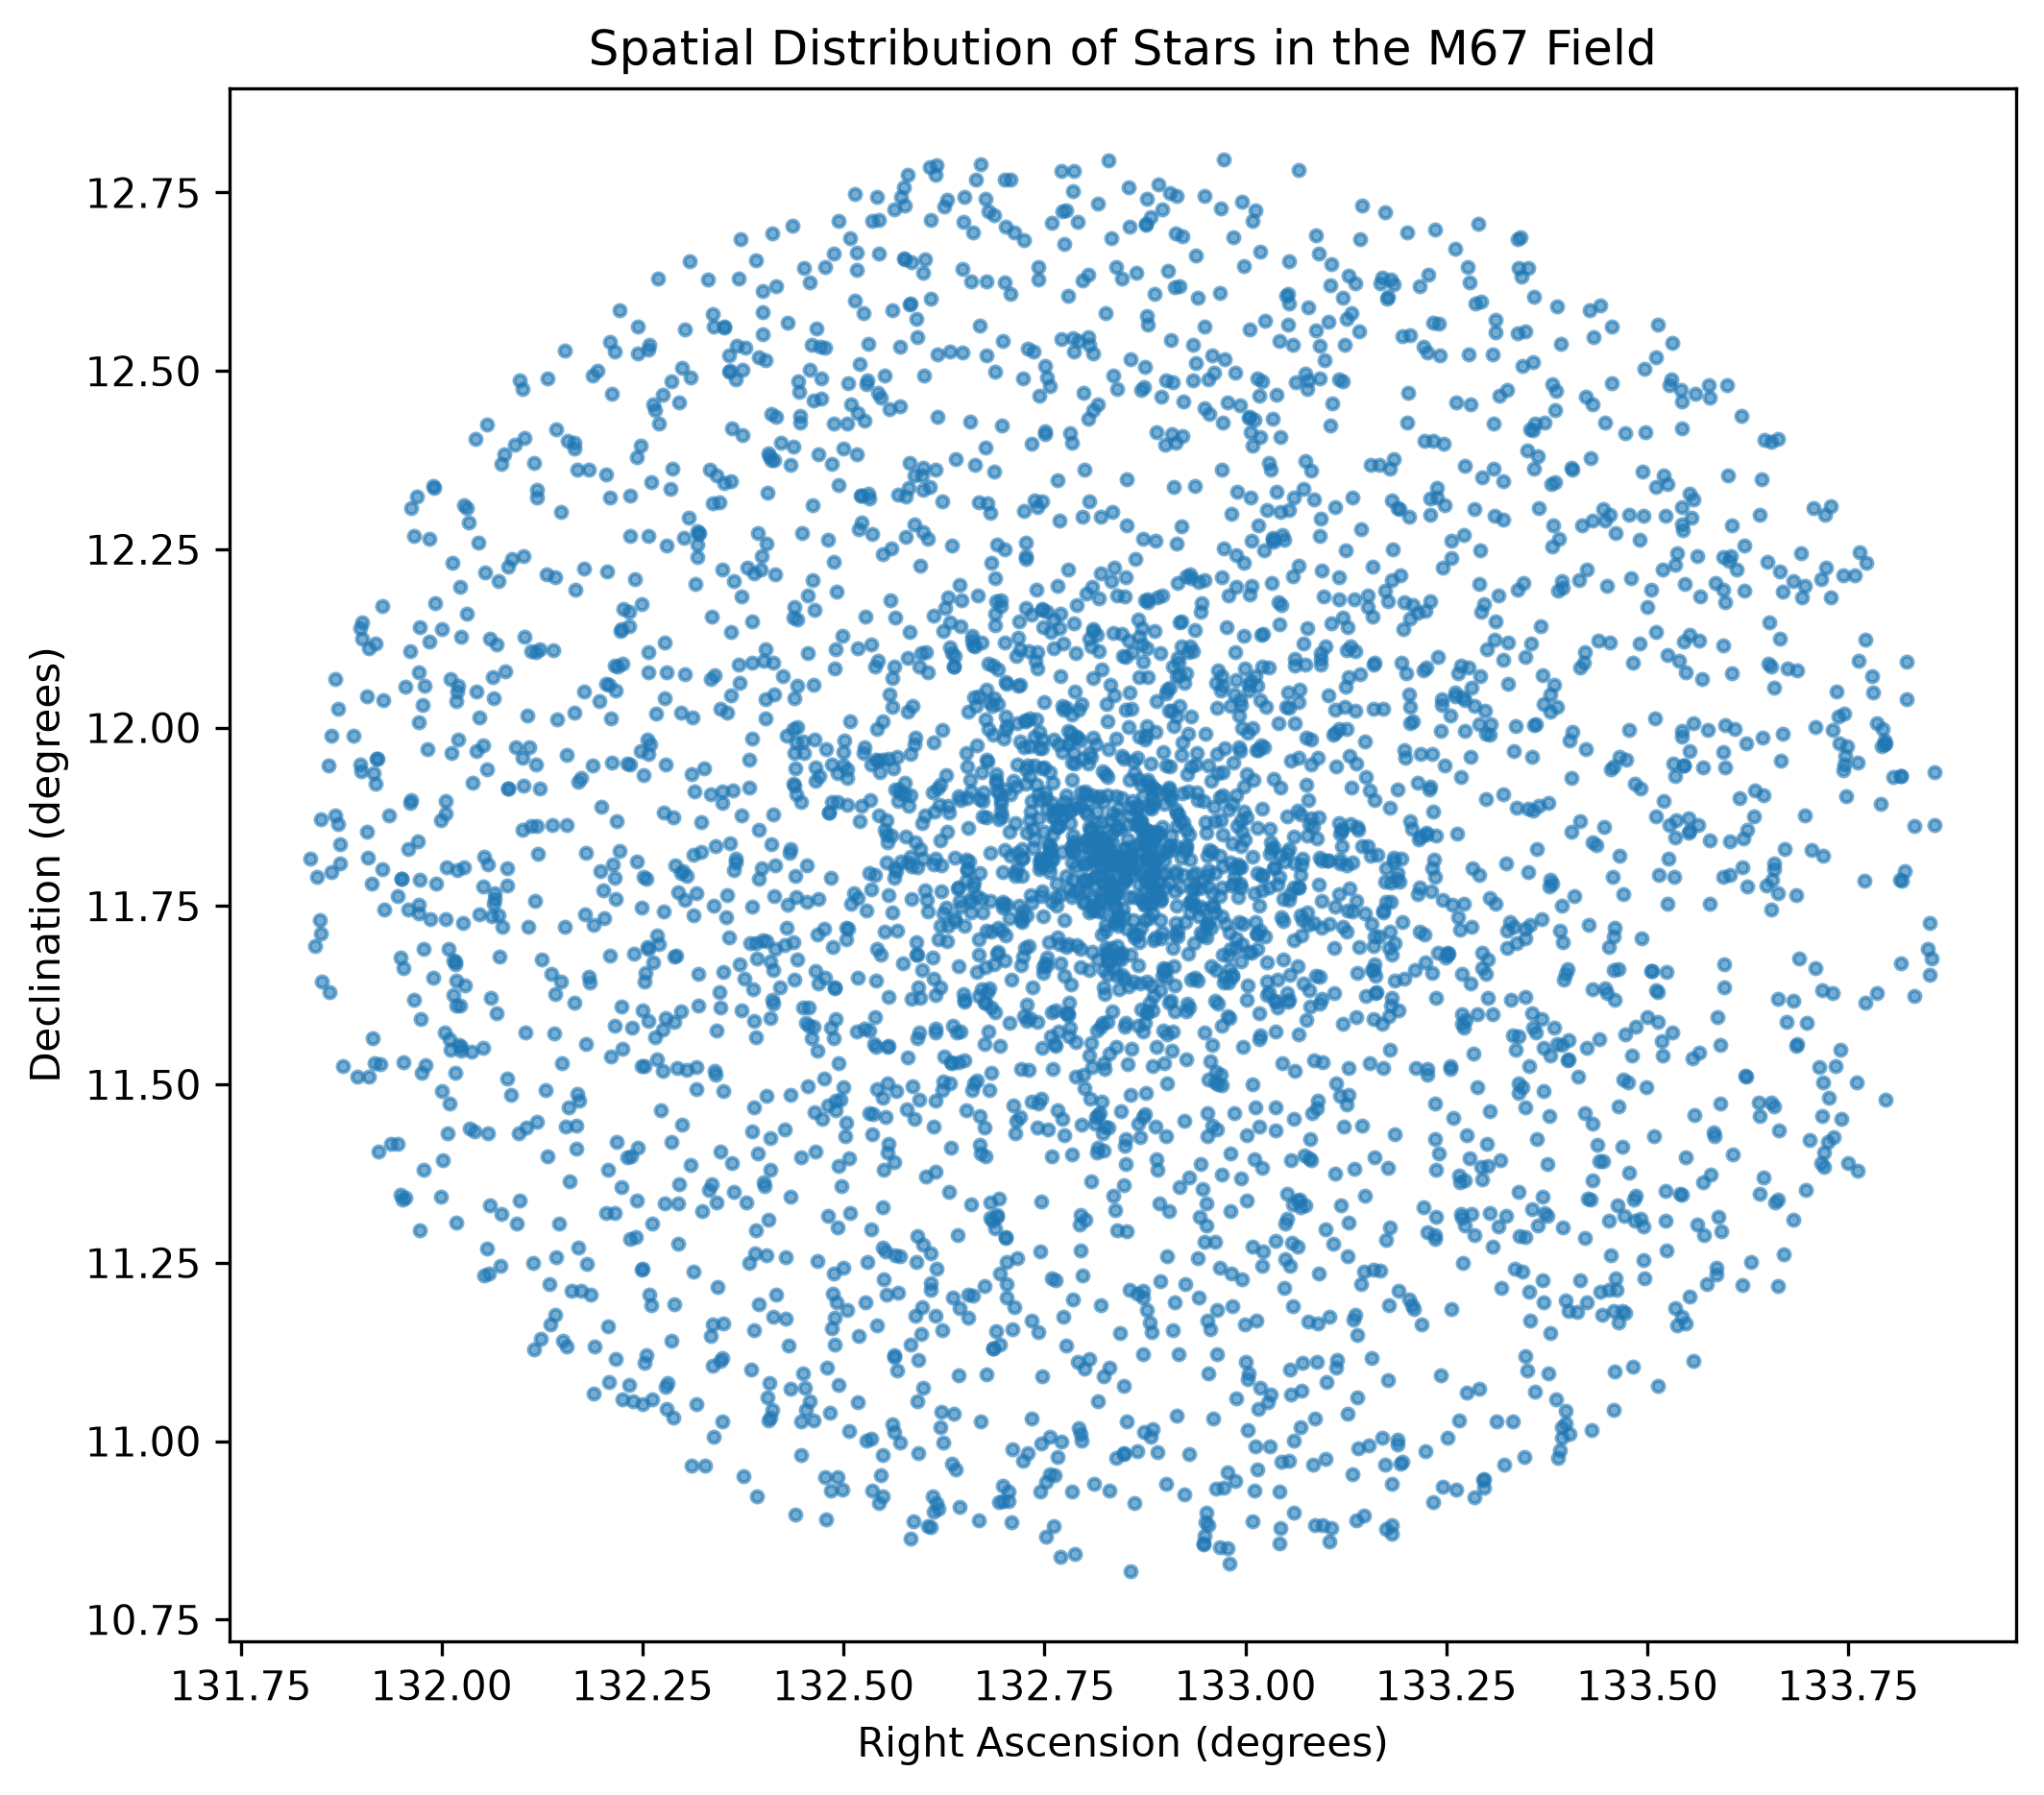 Spatial Distribution of Stars in the M67 Field
Declination (degrees)
12.75
12.50
12.25
12.00
11.75
11.50
11.25
11.00
10.75
131.75 132.00 132.25 132.50 132.75 133.00 133.25 133.50 133.75
Right Ascension (degrees)